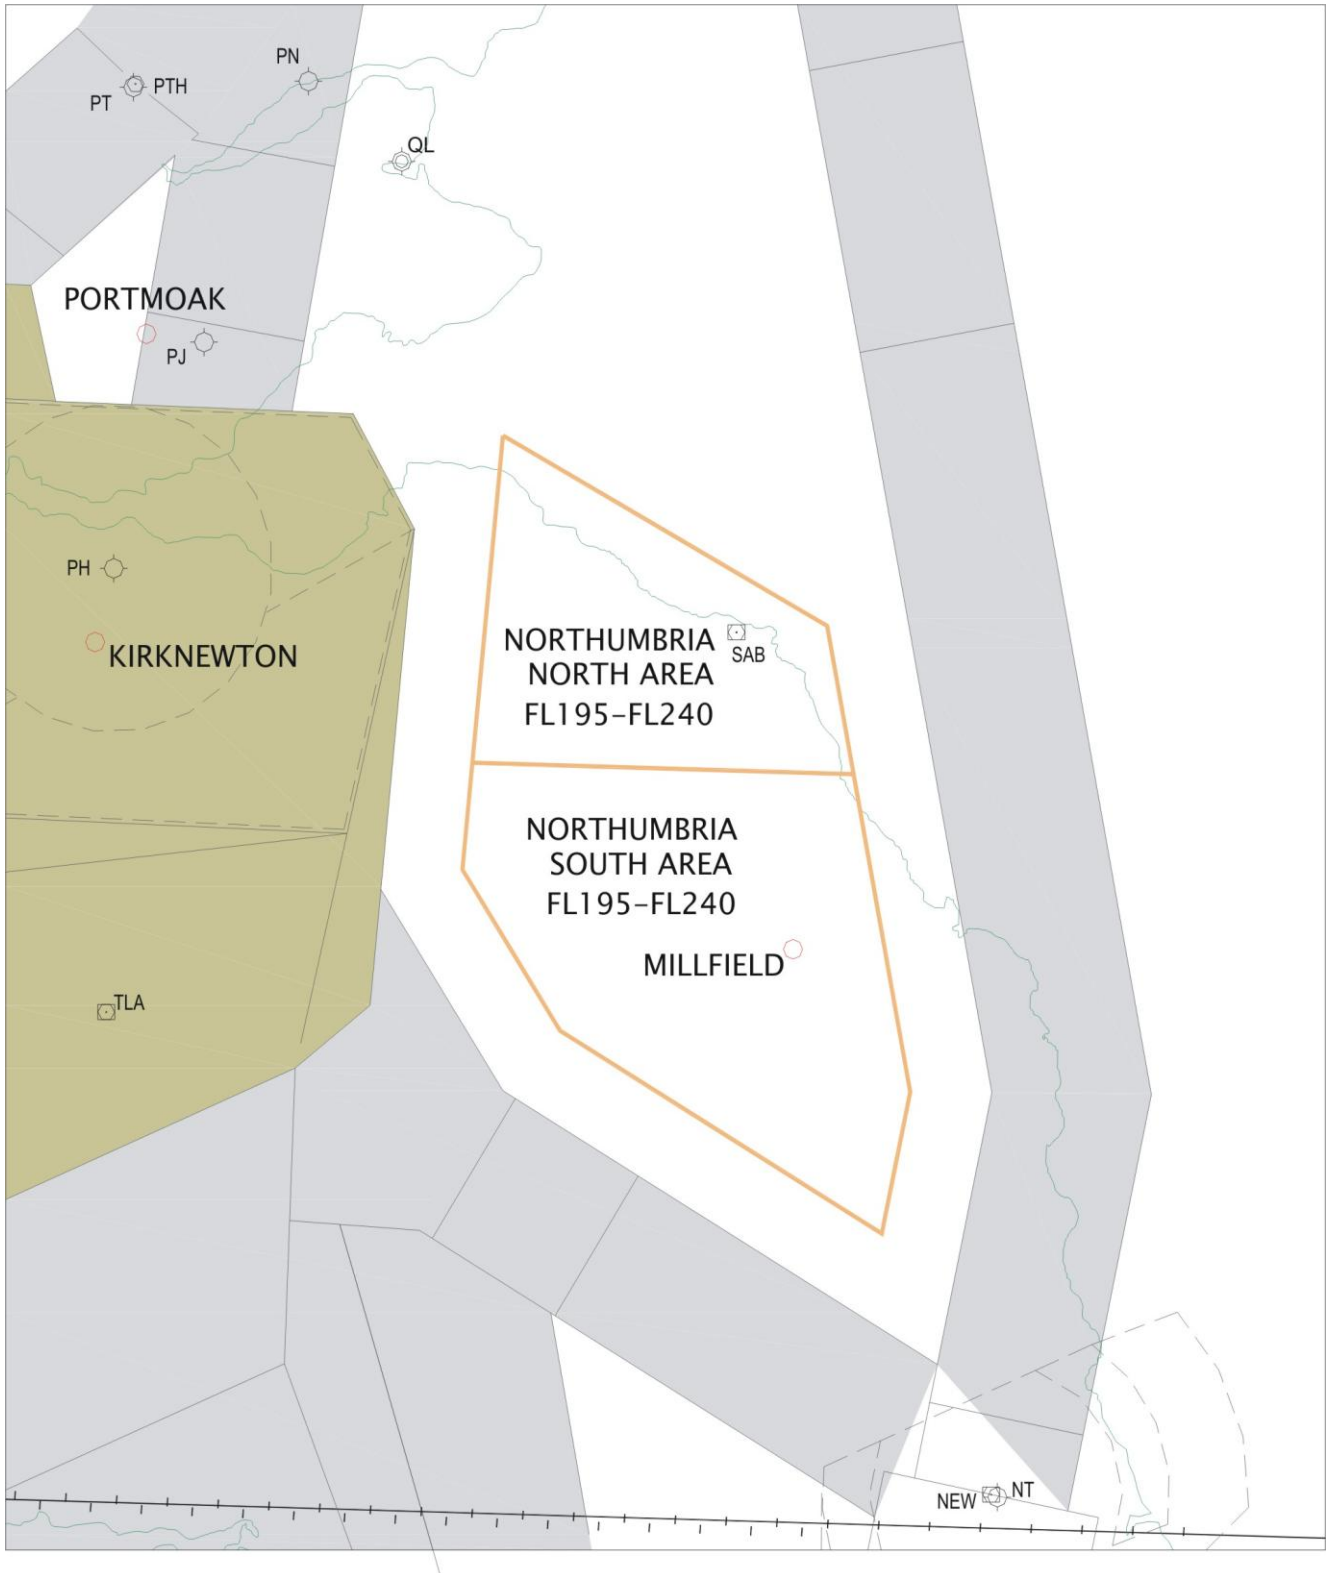 PN
PTH
PT
QL
PORTMOAK
PJ
PH
KIRKNEWTON
NORTHUMBRIA
NORTH AREA
FL195-FL240
SAB
NORTHUMBRIA
SOUTH AREA
FL195-FL240
MILLFIELD
TLA
NEW
NT